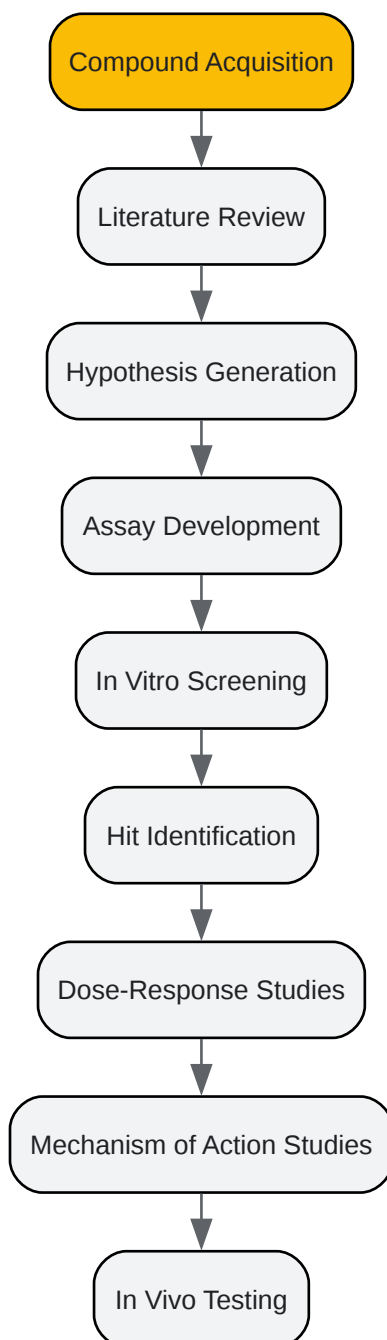 Compound Acquisition
Literature Review
Hypothesis Generation
Assay Development
In Vitro Screening
Hit Identification
Dose-Response Studies
Mechanism of Action Studies
In Vivo Testing